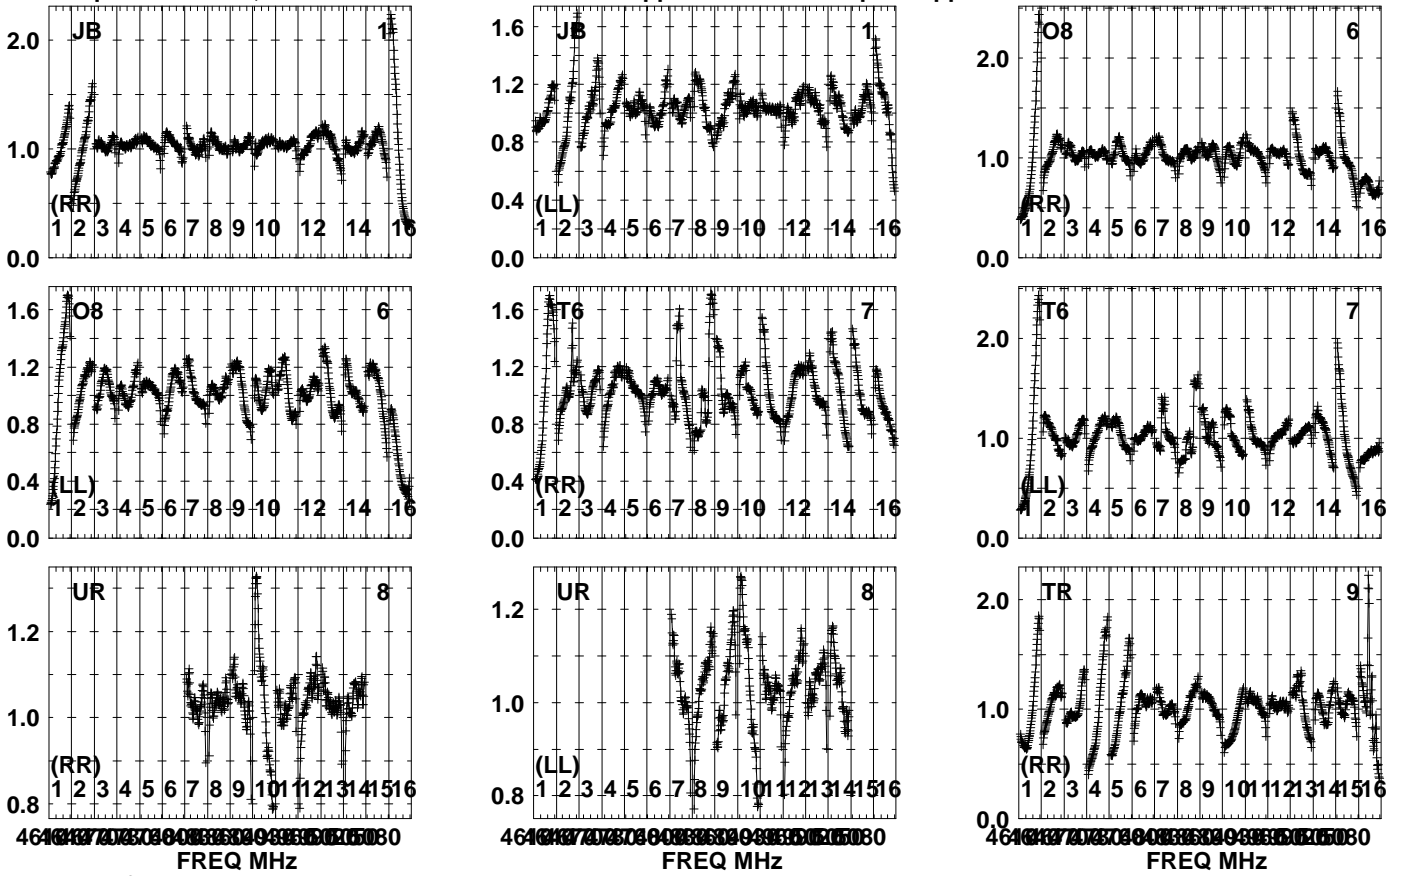 JB 1
2.0
1.0
(RR)
1 2 3 4 5 6 7 8 9 10 12 14 16
0.0
JB 1
1.6
1.2
0.8
0.4
(LL)
1 2 3 4 5 6 7 8 9 10 12 14 16
0.0
O8 6
2.0
1.0
(RR)
1 2 3 4 5 6 7 8 9 10 12 14 16
0.0
O8 6
1.6
1.2
0.8
0.4
(LL)
1 2 3 4 5 6 7 8 9 10 12 14 16
0.0
T6 7
1.6
1.2
0.8
0.4
(RR)
1 2 3 4 5 6 7 8 9 10 12 14 16
0.0
T6 7
2.0
1.0
(LL)
1 2 3 4 5 6 7 8 9 10 12 14 16
0.0
UR 8
1.2
1.0
(RR)
1 2 3 4 5 6 7 8 9 10 11 12 13 14 15 16
0.8
FREQ MHz
UR 8
1.2
1.0
(LL)
1 2 3 4 5 6 7 8 9 10 11 12 13 14 15 16
0.8
FREQ MHz
TR 9
2.0
1.0
(RR)
1 2 3 4 5 6 7 8 9 10 11 12 13 14 15 16
0.0
FREQ MHz